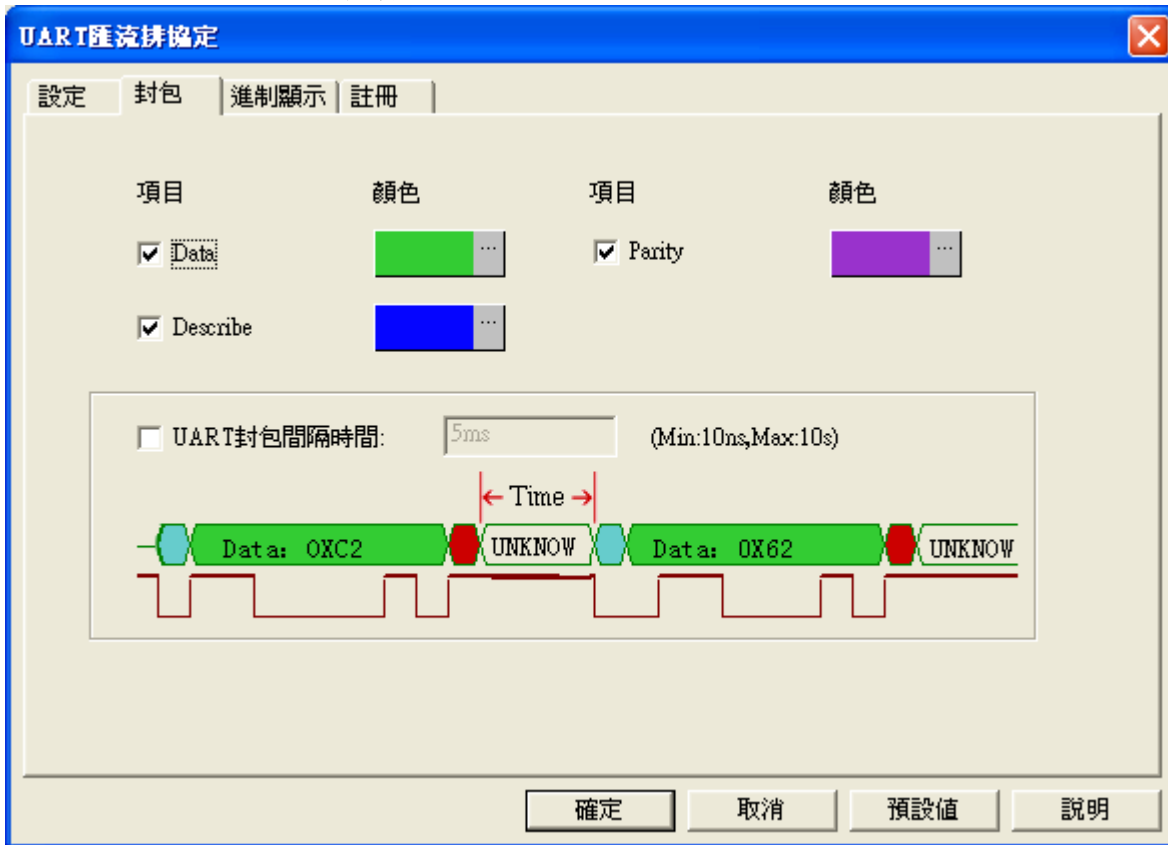 UART匯流排協定
設定 封包 進制顯示 註冊
項目 顏色 項目 顏色
Data ... Parity ...
Describe ...
UART封包間隔時間: 5ms (Min:10ns,Max:10s)
← Time →
Data: 0XC2 UNKNOW Data: 0X62 UNKNOW
確定 取消 預設值 說明